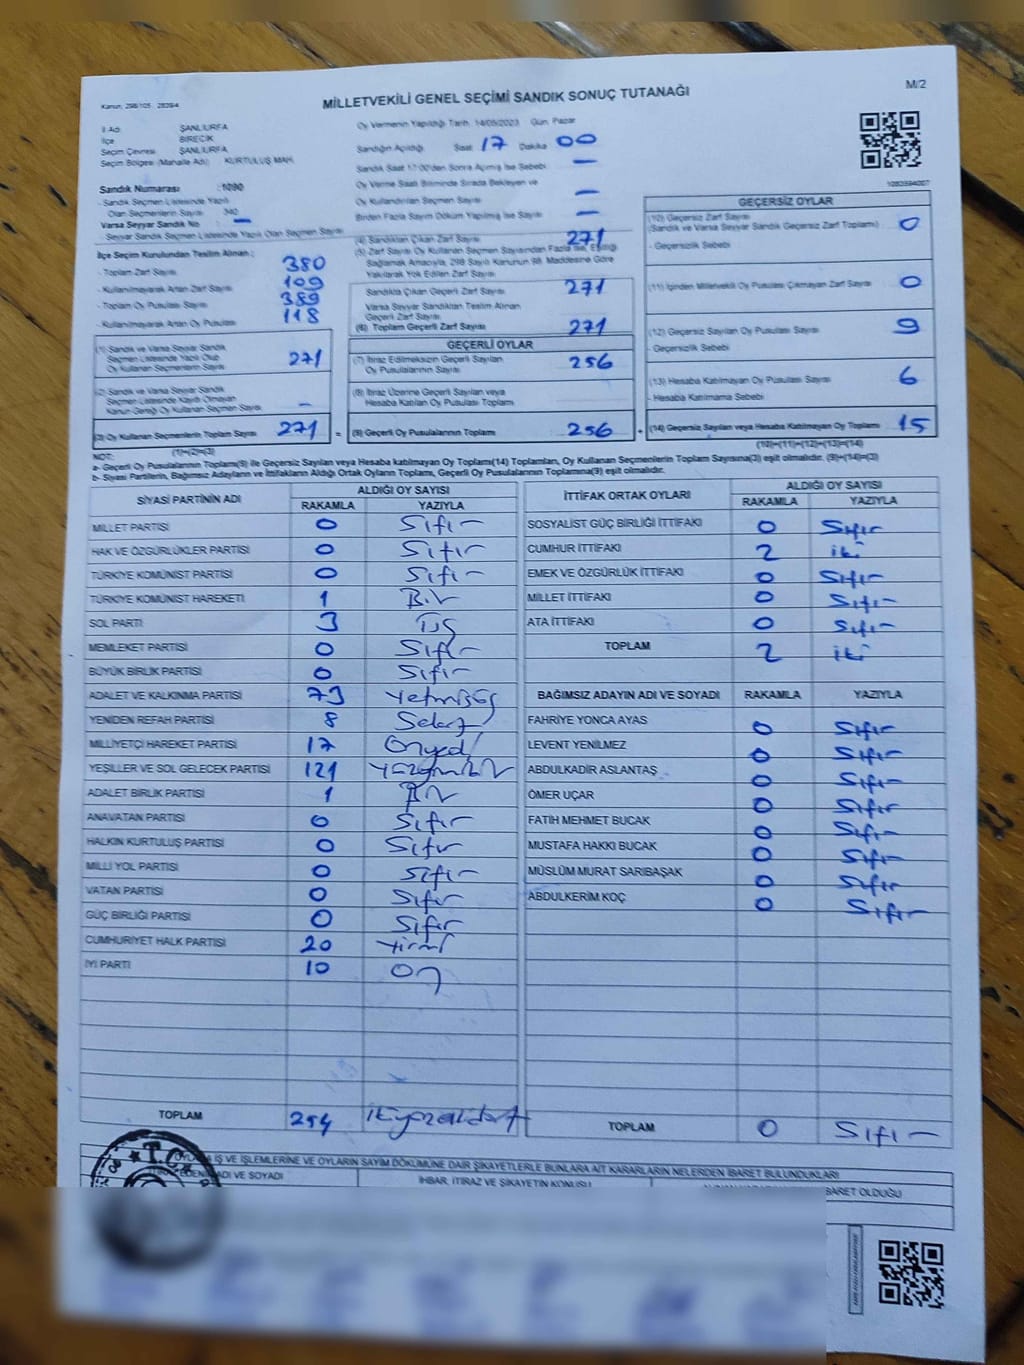 Kanun, 298/105 , 2839/4
MİLLETVEKİLİ GENEL SEÇİMİ SANDIK SONUÇ TUTANAĞI
M/2
İl Adı ŞANLIURFA
İlçe BİRECİK
Seçim Çevresi ŞANLIURFA
Seçim Bölgesi (Mahalle Adı) KURTULUŞ MAH.
Sandık Numarası :1090
- Sandık Seçmen Listesinde Yazılı
Olan Seçmenlerin Sayısı 340
Varsa Seyyar Sandık No —
- Seyyar Sandık Seçmen Listesinde Yazılı Olan Seçmen Sayısı
İlçe Seçim Kurulundan Teslim Alınan ;
- Toplam Zarf Sayısı 380
- Kullanılmayarak Artan Zarf Sayısı 109
- Toplam Oy Pusulası Sayısı 389
- Kullanılmayarak Artan Oy Pusulası 118
(1) Sandık ve Varsa Seyyar Sandık
Seçmen Listesinde Yazılı Olup
Oy Kullanan Seçmenlerin Sayısı 271
(2) Sandık ve Varsa Seyyar Sandık
Seçmen Listesinde Kayıtlı Olmayan
Kanun Gereği Oy Kullanan Seçmen Sayısı —
(3) Oy Kullanan Seçmenlerin Toplam Sayısı 271
(1)+(2)=(3)
Oy Vermenin Yapıldığı Tarih, 14/05/2023 Gün, Pazar
Sandığın Açıldığı Saat 17 Dakika 00
Sandık Saat 17:00'den Sonra Açılmış İse Sebebi —
Oy Verme Saati Bitiminde Sırada Bekleyen ve
Oy Kullandırılan Seçmen Sayısı —
Birden Fazla Sayım Döküm Yapılmış İse Sayısı —
(4) Sandıktan Çıkan Zarf Sayısı 271
(5) Zarf Sayısı Oy Kullanan Seçmen Sayısından Fazla İse, Eşitliği
Sağlamak Amacıyla, 298 Sayılı Kanunun 98. Maddesine Göre
Yakılarak Yok Edilen Zarf Sayısı
Sandıkta Çıkan Geçerli Zarf Sayısı 271
Varsa Seyyar Sandıktan Teslim Alınan
Geçerli Zarf Sayısı
(6) Toplam Geçerli Zarf Sayısı 271
GEÇERLİ OYLAR
(7) İtiraz Edilmeksizin Geçerli Sayılan
Oy Pusulalarının Sayısı 256
(8) İtiraz Üzerine Geçerli Sayılan veya
Hesaba Katılan Oy Pusulası Toplamı
= (9) Geçerli Oy Pusulalarının Toplamı 256
1083594007
GEÇERSİZ OYLAR
(10) Geçersiz Zarf Sayısı
(Sandık ve Varsa Seyyar Sandık Geçersiz Zarf Toplamı) 0
- Geçersizlik Sebebi
(11) İçinden Milletvekili Oy Pusulası Çıkmayan Zarf Sayısı 0
(12) Geçersiz Sayılan Oy Pusulası Sayısı 9
- Geçersizlik Sebebi
(13) Hesaba Katılmayan Oy Pusulası Sayısı 6
- Hesaba Katılmama Sebebi
+ (14) Geçersiz Sayılan veya Hesaba Katılmayan Oy Toplamı 15
(10)+(11)+(12)+(13)=(14)
NOT:
a- Geçerli Oy Pusulalarının Toplamı(9) ile Geçersiz Sayılan veya Hesaba katılmayan Oy Toplamı(14) Toplamları, Oy Kullanan Seçmenlerin Toplam Sayısına(3) eşit olmalıdır. (9)+(14)=(3)
b- Siyasi Partilerin, Bağımsız Adayların ve İttifakların Aldığı Ortak Oyların Toplamı, Geçerli Oy Pusulalarının Toplamına(9) eşit olmalıdır.
SİYASİ PARTİNİN ADI ALDIĞI OY SAYISI
RAKAMLA YAZIYLA
MİLLET PARTİSİ 0 Sıfır
HAK VE ÖZGÜRLÜKLER PARTİSİ 0 Sıfır
TÜRKİYE KOMÜNİST PARTİSİ 0 Sıfır
TÜRKİYE KOMÜNİST HAREKETİ 1 Bir
SOL PARTİ 3 Üç
MEMLEKET PARTİSİ 0 Sıfır
BÜYÜK BİRLİK PARTİSİ 0 Sıfır
ADALET VE KALKINMA PARTİSİ 73 Yetmişüç
YENİDEN REFAH PARTİSİ 8 Sekiz
MİLLİYETÇİ HAREKET PARTİSİ 17 Onyedi
YEŞİLLER VE SOL GELECEK PARTİSİ 121 Yüzyirmibir
ADALET BİRLİK PARTİSİ 1 Bir
ANAVATAN PARTİSİ 0 Sıfır
HALKIN KURTULUŞ PARTİSİ 0 Sıfır
MİLLİ YOL PARTİSİ 0 Sıfır
VATAN PARTİSİ 0 Sıfır
GÜÇ BİRLİĞİ PARTİSİ 0 Sıfır
CUMHURİYET HALK PARTİSİ 20 Yirmi
İYİ PARTİ 10 On
TOPLAM 254 İkiyüzellidört
İTTİFAK ORTAK OYLARI ALDIĞI OY SAYISI
RAKAMLA YAZIYLA
SOSYALİST GÜÇ BİRLİĞİ İTTİFAKI 0 Sıfır
CUMHUR İTTİFAKI 2 iki
EMEK VE ÖZGÜRLÜK İTTİFAKI 0 Sıfır
MİLLET İTTİFAKI 0 Sıfır
ATA İTTİFAKI 0 Sıfır
TOPLAM 2 iki
BAĞIMSIZ ADAYIN ADI VE SOYADI RAKAMLA YAZIYLA
FAHRİYE YONCA AYAS 0 Sıfır
LEVENT YENİLMEZ 0 Sıfır
ABDULKADİR ASLANTAŞ 0 Sıfır
ÖMER UÇAR 0 Sıfır
FATİH MEHMET BUCAK 0 Sıfır
MUSTAFA HAKKI BUCAK 0 Sıfır
MÜSLÜM MURAT SARIBAŞAK 0 Sıfır
ABDULKERİM KOÇ 0 Sıfır
TOPLAM 0 Sıfır
İŞ VE İŞLEMLERİNE VE OYLARIN SAYIM DÖKÜMÜNE DAİR ŞİKAYETLERLE BUNLARA AİT KARARLARIN NELERDEN İBARET BULUNDUKLARI
ADI VE SOYADI İHBAR, İTİRAZ VE ŞİKAYETİN KONUSU İBARET OLDUĞU
T.C.